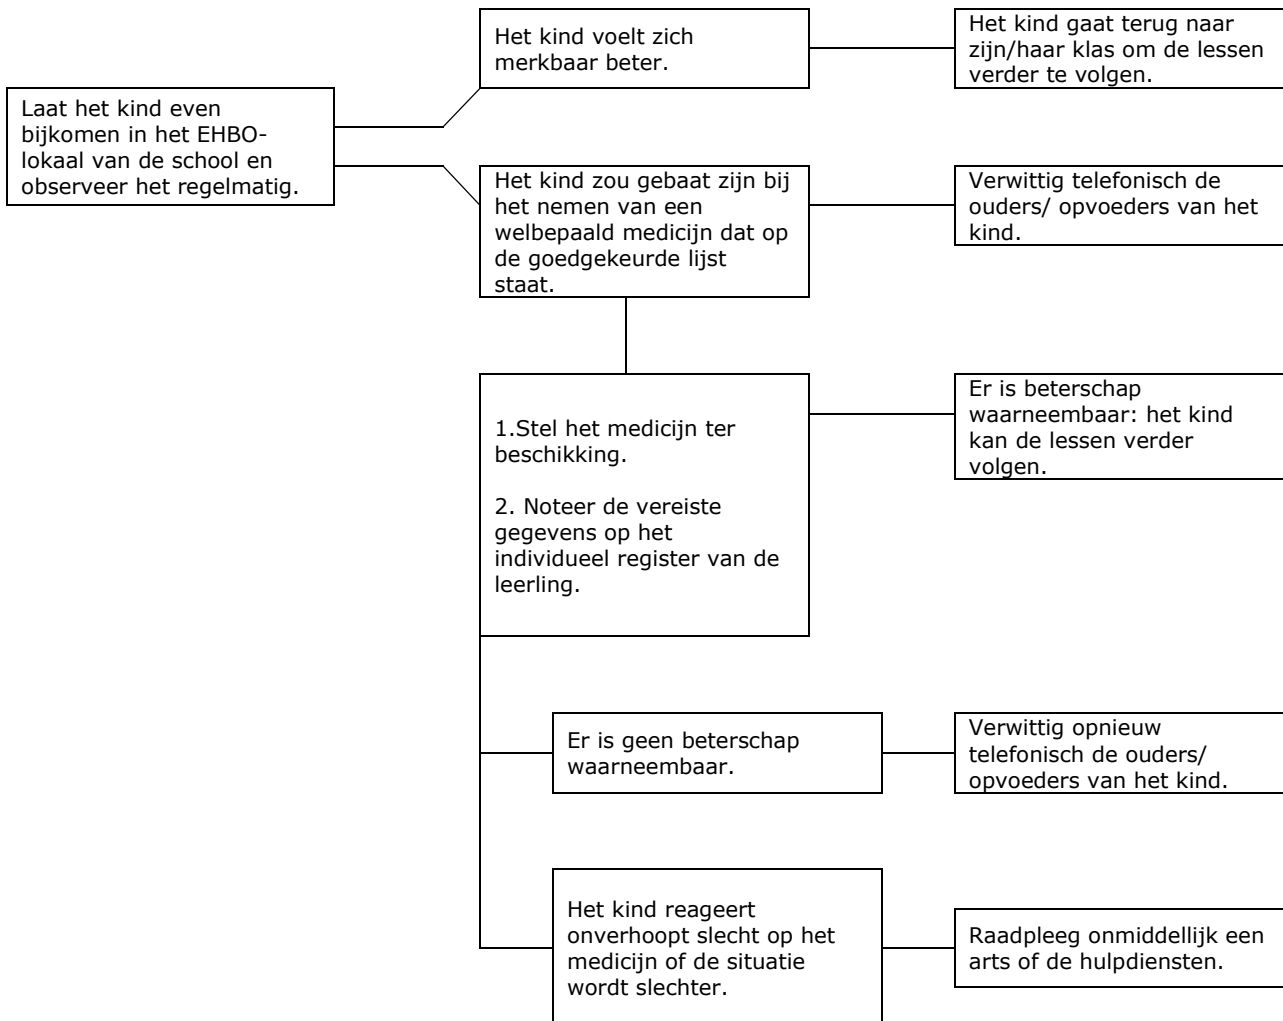 Het kind voelt zich
merkbaar beter.
Het kind gaat terug naar
zijn/haar klas om de lessen
verder te volgen.
Laat het kind even
bijkomen in het EHBO-
lokaal van de school en
observeer het regelmatig.
Het kind zou gebaat zijn bij
het nemen van een
welbepaald medicijn dat op
de goedgekeurde lijst
staat.
Verwittig telefonisch de
ouders/ opvoeders van het
kind.
1.Stel het medicijn ter
beschikking.
2. Noteer de vereiste
gegevens op het
individueel register van de
leerling.
Er is beterschap
waarneembaar: het kind
kan de lessen verder
volgen.
Er is geen beterschap
waarneembaar.
Verwittig opnieuw
telefonisch de ouders/
opvoeders van het kind.
Het kind reageert
onverhoopt slecht op het
medicijn of de situatie
wordt slechter.
Raadpleeg onmiddellijk een
arts of de hulpdiensten.